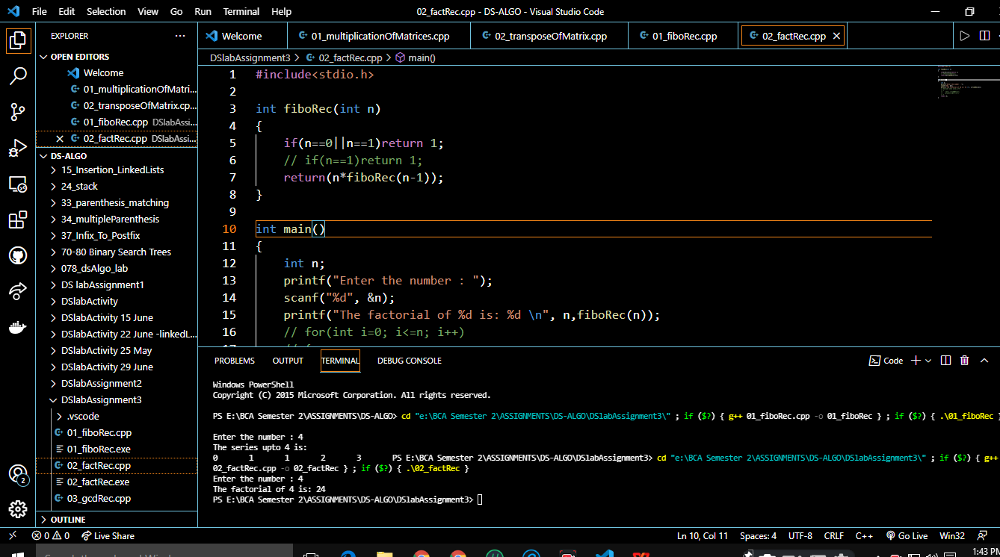 File Edit Selection View Go Run Terminal Help 02_factRec.cpp - DS-ALGO - Visual Studio Code
EXPLORER
Welcome 01_multiplicationOfMatrices.cpp 02_transposeOfMatrix.cpp 01_fiboRec.cpp 02_factRec.cpp
OPEN EDITORS
Welcome
01_multiplicationOfMatri...
02_transposeOfMatrix.cp...
01_fiboRec.cpp DSlabAssi...
02_factRec.cpp DSlabAssi...
DS-ALGO
15_Insertion_LinkedLists
24_stack
33_parenthesis_matching
34_multipleParenthesis
37_Infix_To_Postfix
70-80 Binary Search Trees
078_dsAlgo_lab
DS labAssignment1
DSlabActivity
DSlabActivity 15 June
DSlabActivity 22 June -linkedL...
DSlabActivity 25 May
DSlabActivity 29 June
DSlabAssignment2
DSlabAssignment3
.vscode
01_fiboRec.cpp
01_fiboRec.exe
02_factRec.cpp
02_factRec.exe
03_gcdRec.cpp
OUTLINE
DSlabAssignment3 > 02_factRec.cpp > main()
1 #include<stdio.h>
2
3 int fiboRec(int n)
4 {
5 if(n==0||n==1)return 1;
6 // if(n==1)return 1;
7 return(n*fiboRec(n-1));
8 }
9
10 int main()
11 {
12 int n;
13 printf("Enter the number : ");
14 scanf("%d", &n);
15 printf("The factorial of %d is: %d \n", n,fiboRec(n));
16 // for(int i=0; i<=n; i++)
PROBLEMS OUTPUT TERMINAL DEBUG CONSOLE Code
Windows PowerShell
Copyright (C) 2015 Microsoft Corporation. All rights reserved.
PS E:\BCA Semester 2\ASSIGNMENTS\DS-ALGO> cd "e:\BCA Semester 2\ASSIGNMENTS\DS-ALGO\DSlabAssignment3\" ; if ($?) { g++ 01_fiboRec.cpp -o 01_fiboRec } ; if ($?) { .\01_fiboRec }
Enter the number : 4
The series upto 4 is:
0 1 1 2 3 PS E:\BCA Semester 2\ASSIGNMENTS\DS-ALGO\DSlabAssignment3> cd "e:\BCA Semester 2\ASSIGNMENTS\DS-ALGO\DSlabAssignment3\" ; if ($?) { g++
02_factRec.cpp -o 02_factRec } ; if ($?) { .\02_factRec }
Enter the number : 4
The factorial of 4 is: 24
PS E:\BCA Semester 2\ASSIGNMENTS\DS-ALGO\DSlabAssignment3>
2
0 0 Live Share Ln 10, Col 11 Spaces: 4 UTF-8 CRLF C++ Go Live Win32
1:43 PM